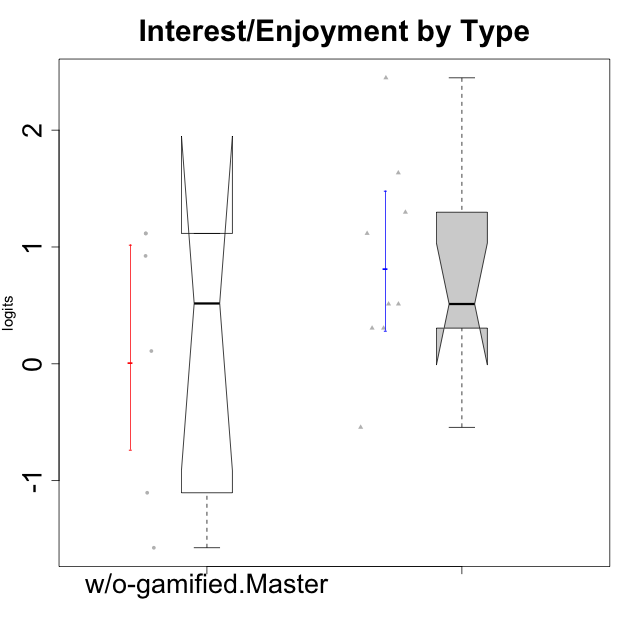 Interest/Enjoyment by Type
2
1
0
-1
logits
w/o-gamified.Master